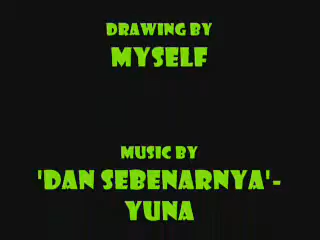 DRAWING BY
MYSELF
MUSIC BY
'DAN SEBENARNYA'-
YUNA